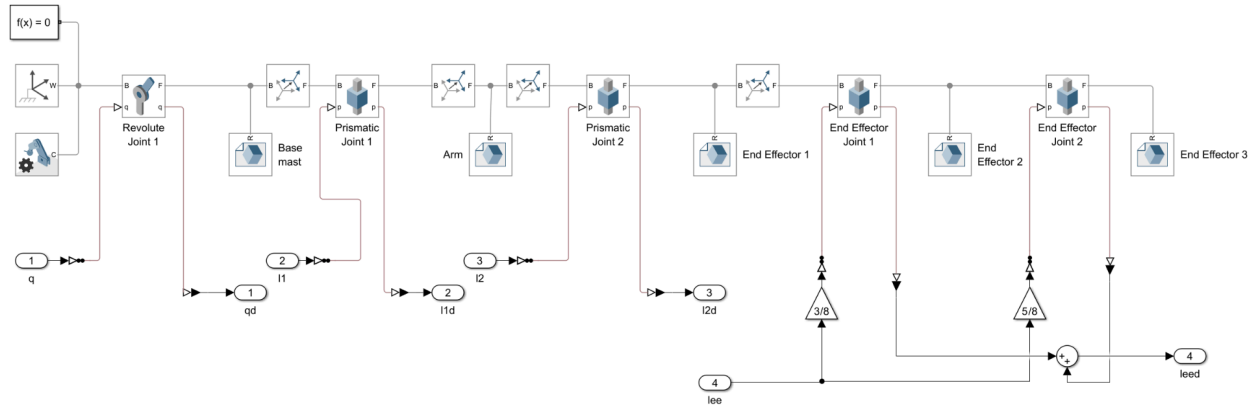 f(x) = 0
W
C
B
F
q
q
Revolute
Joint 1
R
Base
mast
B
F
B
F
p
p
Prismatic
Joint 1
B
F
R
Arm
B
F
B
F
p
p
Prismatic
Joint 2
R
End Effector 1
B
F
B
F
p
p
End Effector
Joint 1
R
End
Effector 2
B
F
p
p
End Effector
Joint 2
R
End Effector 3
1
q
1
qd
2
l1
2
l1d
3
l2
3
l2d
3/8
5/8
+
+
4
lee
4
leed